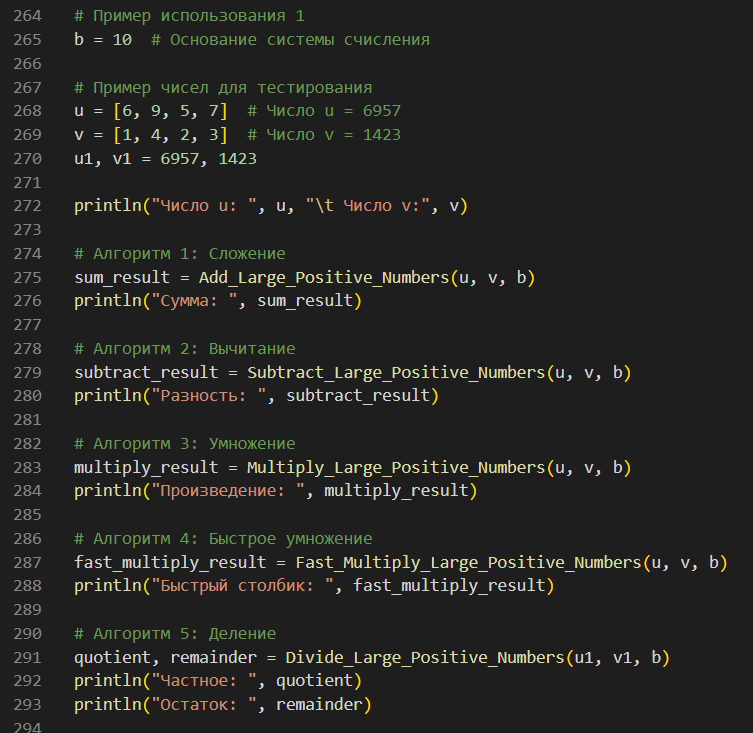 264 # Пример использования 1
265 b = 10  # Основание системы счисления
266
267 # Пример чисел для тестирования
268 u = [6, 9, 5, 7]  # Число u = 6957
269 v = [1, 4, 2, 3]  # Число v = 1423
270 u1, v1 = 6957, 1423
271
272 println("Число u: ", u, "\t Число v:", v)
273
274 # Алгоритм 1: Сложение
275 sum_result = Add_Large_Positive_Numbers(u, v, b)
276 println("Сумма: ", sum_result)
277
278 # Алгоритм 2: Вычитание
279 subtract_result = Subtract_Large_Positive_Numbers(u, v, b)
280 println("Разность: ", subtract_result)
281
282 # Алгоритм 3: Умножение
283 multiply_result = Multiply_Large_Positive_Numbers(u, v, b)
284 println("Произведение: ", multiply_result)
285
286 # Алгоритм 4: Быстрое умножение
287 fast_multiply_result = Fast_Multiply_Large_Positive_Numbers(u, v, b)
288 println("Быстрый столбик: ", fast_multiply_result)
289
290 # Алгоритм 5: Деление
291 quotient, remainder = Divide_Large_Positive_Numbers(u1, v1, b)
292 println("Частное: ", quotient)
293 println("Остаток: ", remainder)
294